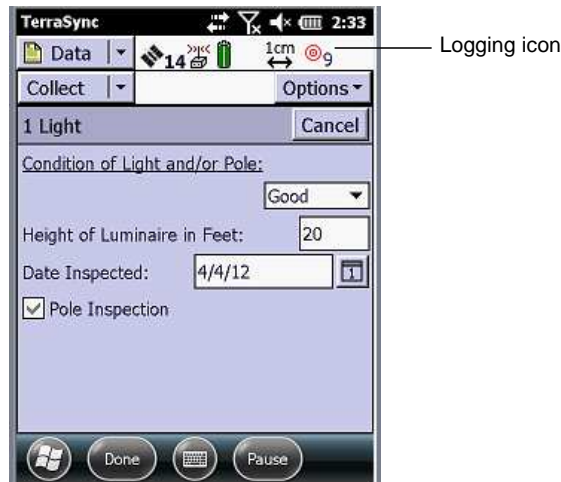 TerraSync 2:33
Data 14 1cm 9 Logging icon
Collect Options
1 Light Cancel
Condition of Light and/or Pole:
Good
Height of Luminaire in Feet: 20
Date Inspected: 4/4/12 1
Pole Inspection
Done Pause